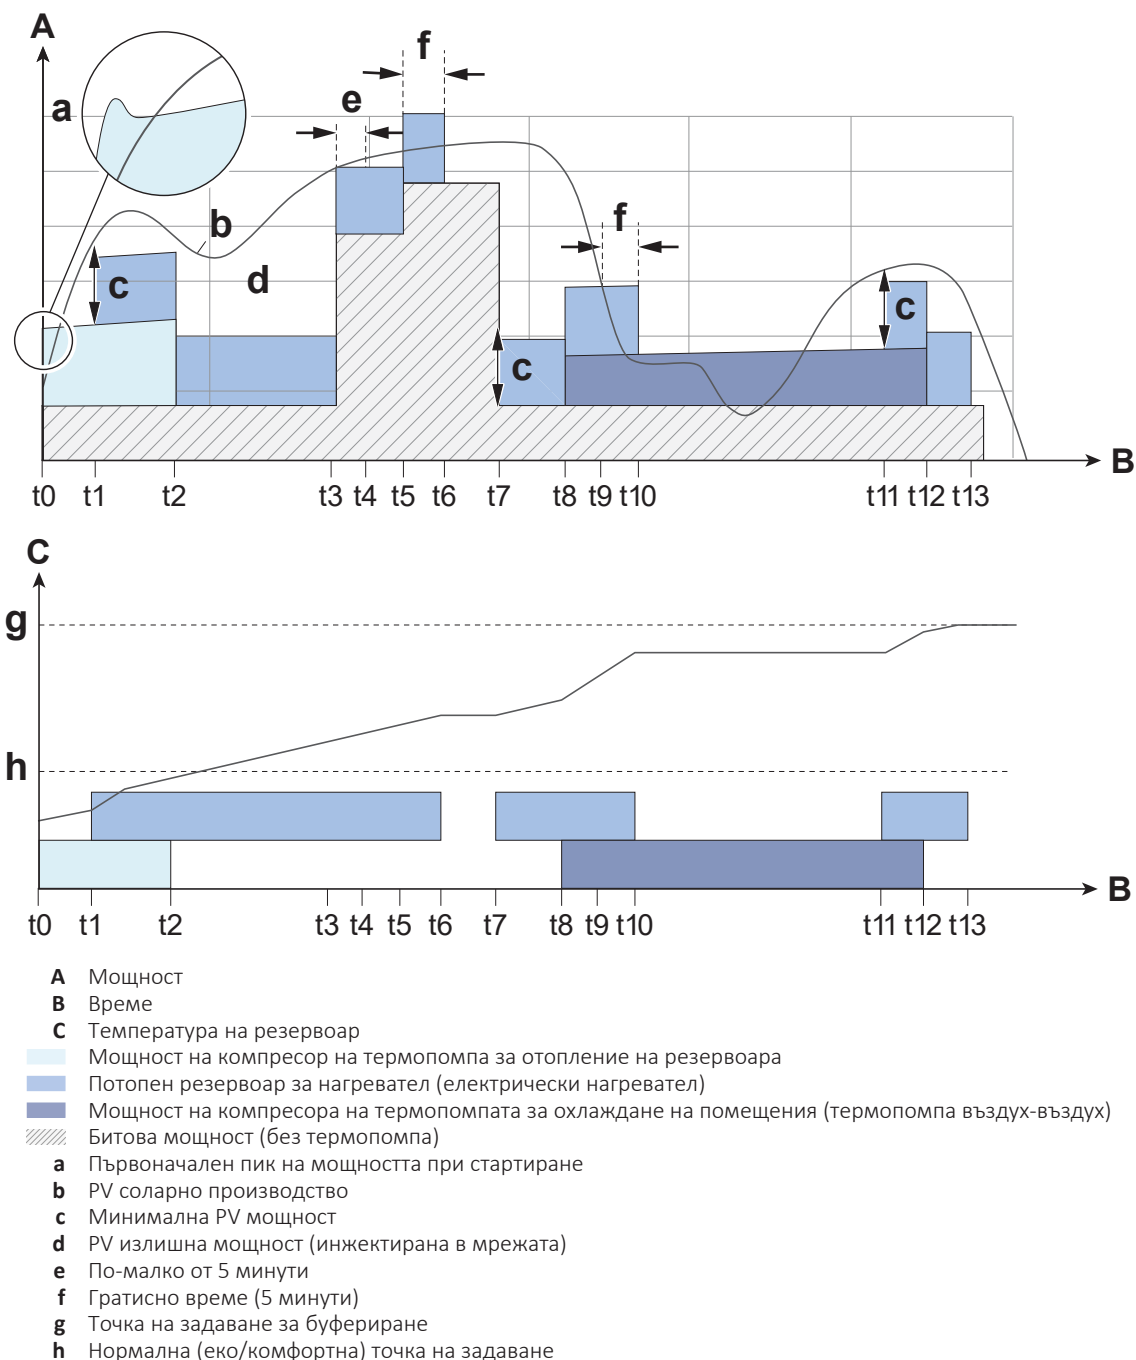 A
a
f
e
b
c
d
f
c
c
B
t0 t1 t2 t3 t4 t5 t6 t7 t8 t9 t10 t11 t12 t13
C
g
h
B
t0 t1 t2 t3 t4 t5 t6 t7 t8 t9 t10 t11 t12 t13
A Мощност
B Време
C Температура на резервоар
Мощност на компресор на термопомпа за отопление на резервоара
Потопен резервоар за нагревател (електрически нагревател)
Мощност на компресора на термопомпата за охлаждане на помещения (термопомпа въздух-въздух)
Битова мощност (без термопомпа)
a Първоначален пик на мощността при стартиране
b PV соларно производство
c Минимална PV мощност
d PV излишна мощност (инжектирана в мрежата)
e По-малко от 5 минути
f Гратисно време (5 минути)
g Точка на задаване за буфериране
h Нормална (еко/комфортна) точка на задаване